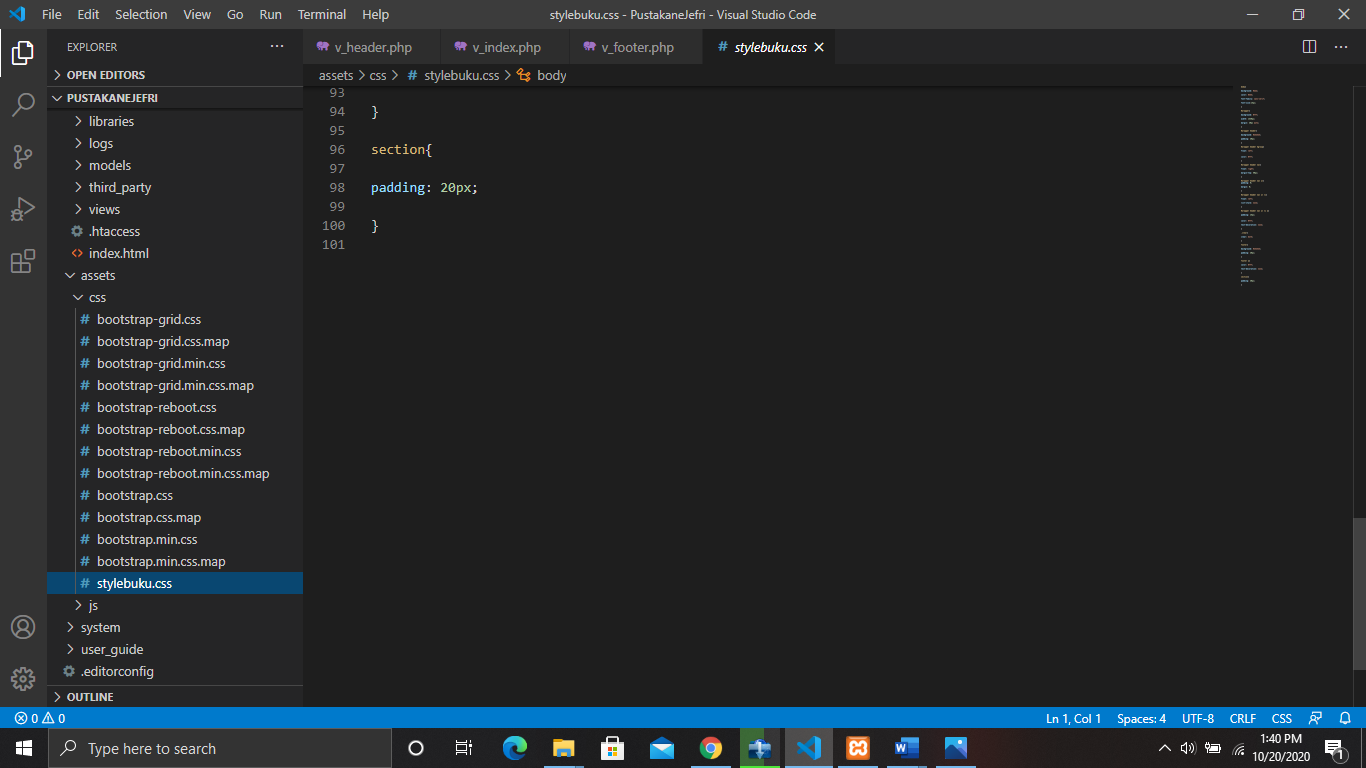 File Edit Selection View Go Run Terminal Help stylebuku.css - PustakaneJefri - Visual Studio Code
EXPLORER
v_header.php v_index.php v_footer.php stylebuku.css
OPEN EDITORS
assets > css > # stylebuku.css > body
PUSTAKANEJEFRI
libraries
logs
models
third_party
views
.htaccess
index.html
assets
css
# bootstrap-grid.css
# bootstrap-grid.css.map
# bootstrap-grid.min.css
# bootstrap-grid.min.css.map
# bootstrap-reboot.css
# bootstrap-reboot.css.map
# bootstrap-reboot.min.css
# bootstrap-reboot.min.css.map
# bootstrap.css
# bootstrap.css.map
# bootstrap.min.css
# bootstrap.min.css.map
# stylebuku.css
js
system
user_guide
.editorconfig
OUTLINE
93
94 }
95
96 section{
97
98 padding: 20px;
99
100 }
101
0 0 Ln 1, Col 1 Spaces: 4 UTF-8 CRLF CSS
Type here to search
1:40 PM
10/20/2020
1